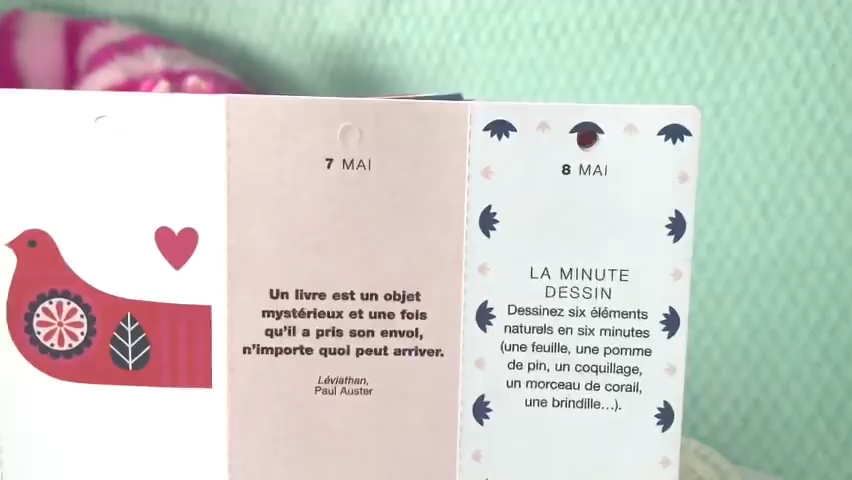 7 MAI
Un livre est un objet
mystérieux et une fois
qu'il a pris son envol,
n'importe quoi peut arriver.
Léviathan,
Paul Auster
8 MAI
LA MINUTE
DESSIN
Dessinez six éléments
naturels en six minutes
(une feuille, une pomme
de pin, un coquillage,
un morceau de corail,
une brindille...).